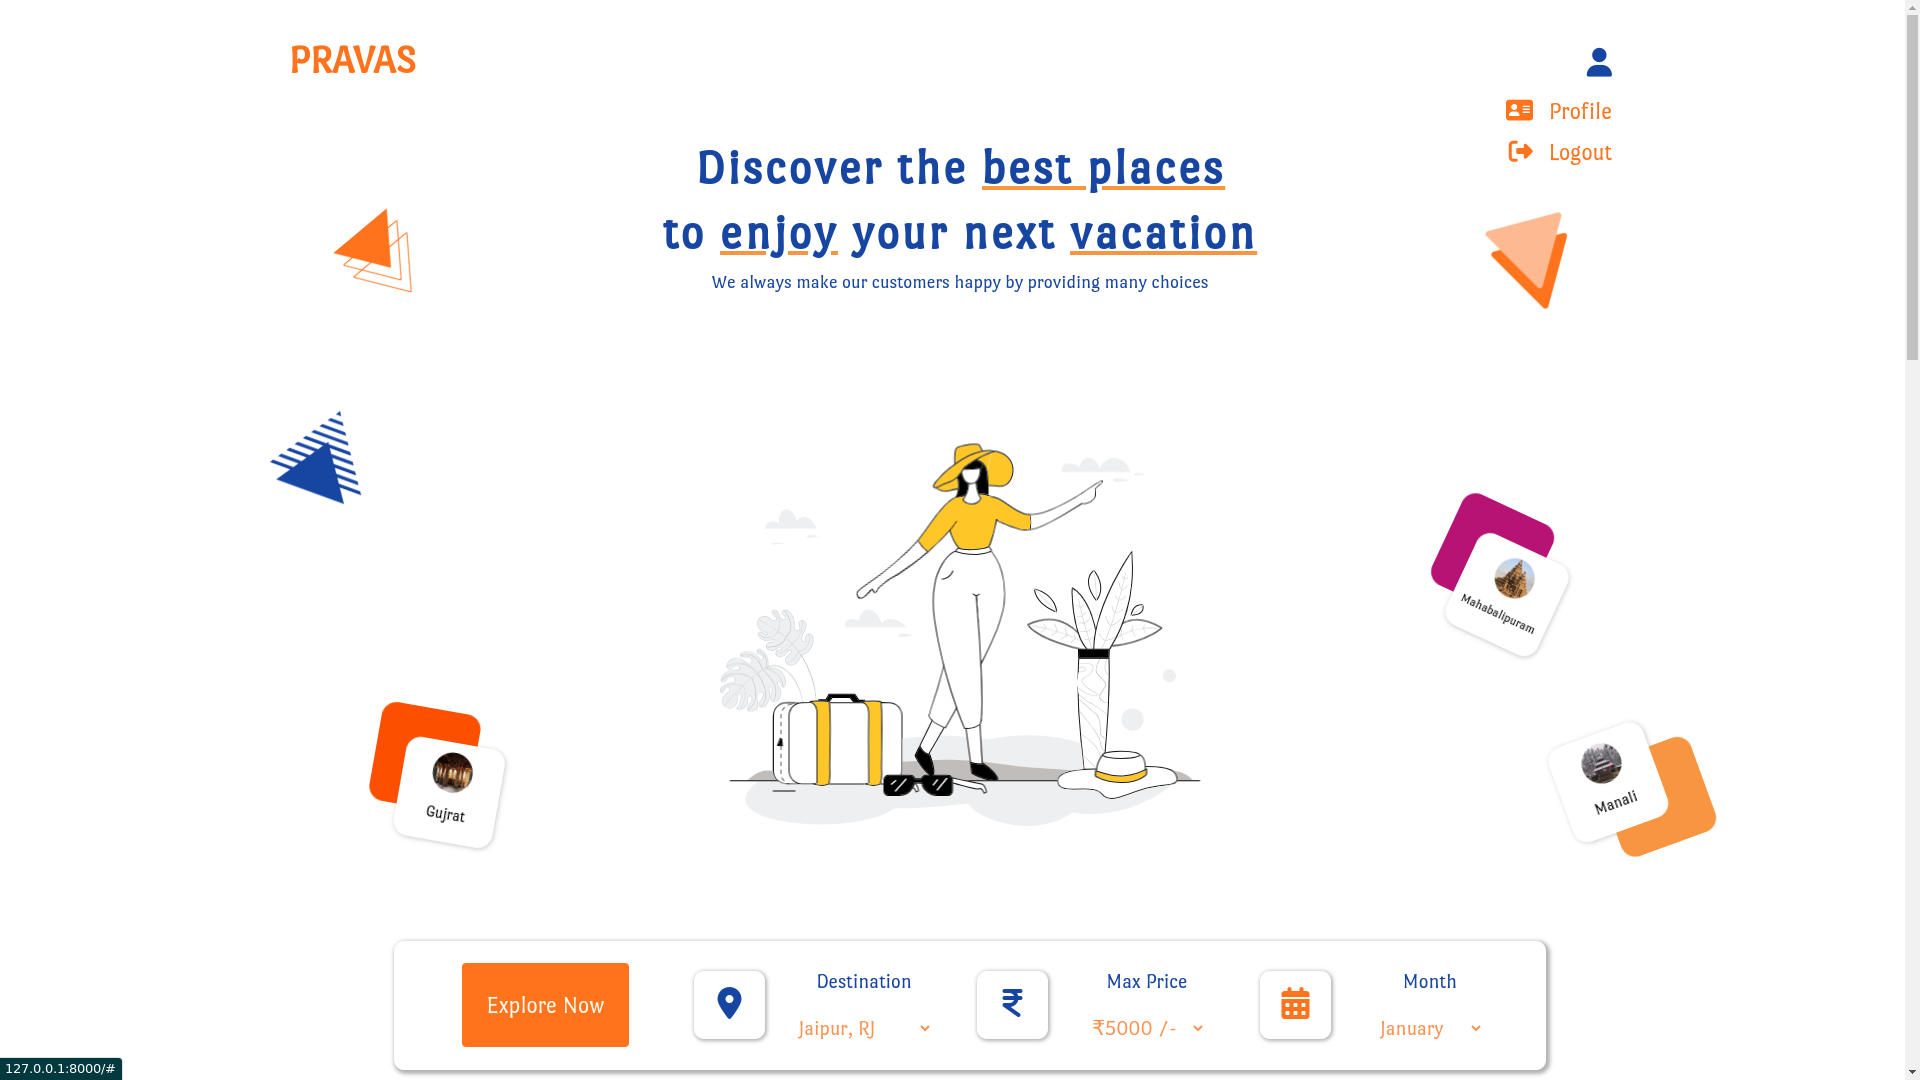 PRAVAS
Profile
Logout
Discover the best places
to enjoy your next vacation
We always make our customers happy by providing many choices
Mahabalipuram
Gujrat
Manali
Explore Now
Destination
Jaipur, RJ
Max Price
₹5000 /-
Month
January
127.0.0.1:8000/#